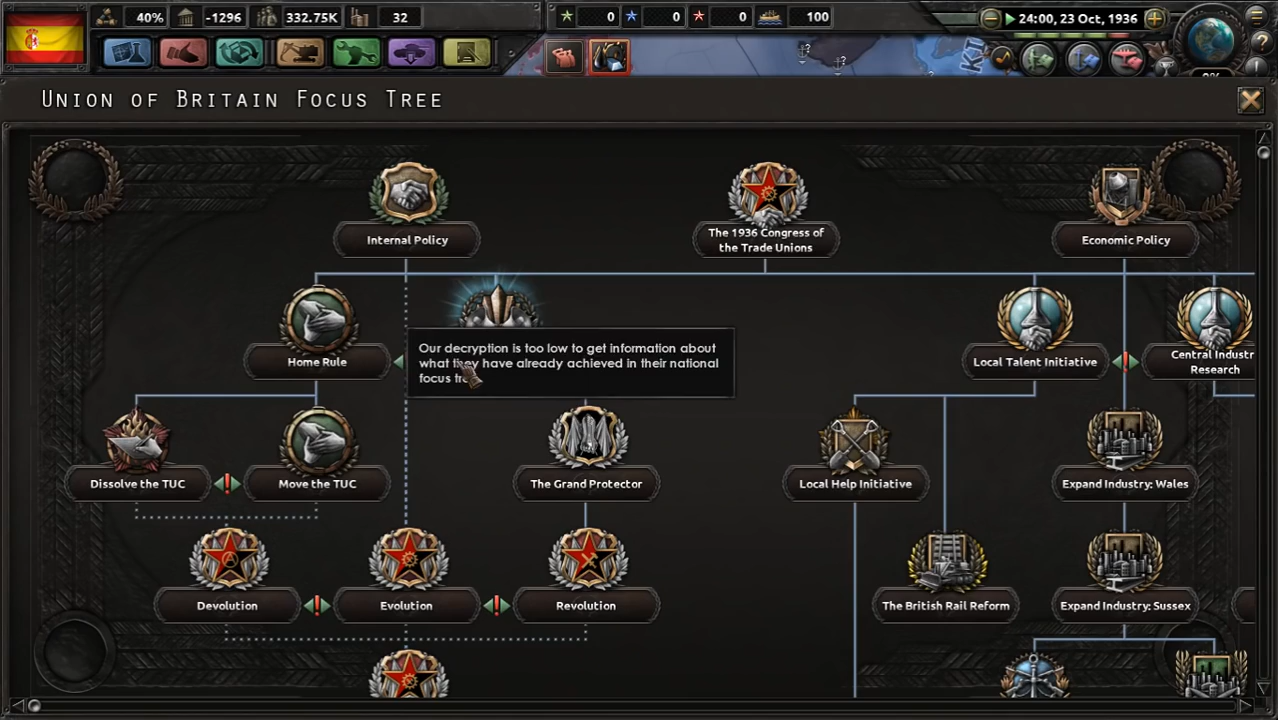 40%
-1296
332.75K
32
0
0
0
100
24:00, 23 Oct, 1936
Union of Britain Focus Tree
Internal Policy
The 1936 Congress of
the Trade Unions
Economic Policy
Home Rule
Our decryption is too low to get information about
what they have already achieved in their national
focus
Local Talent Initiative
Central Industr
Research
Dissolve the TUC
Move the TUC
The Grand Protector
Local Help Initiative
Expand Industry: Wales
Devolution
Evolution
Revolution
The British Rail Reform
Expand Industry: Sussex